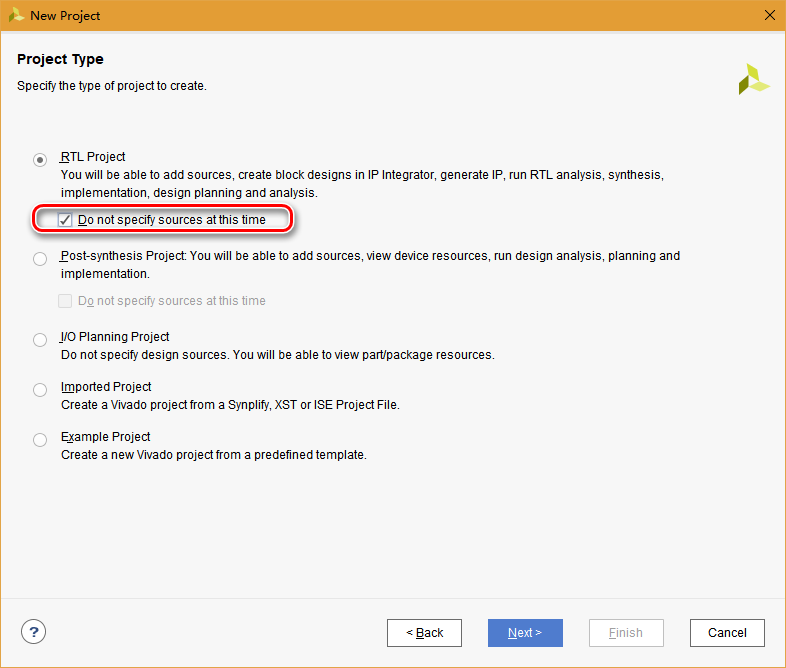 New Project
Project Type
Specify the type of project to create.
RTL Project
You will be able to add sources, create block designs in IP Integrator, generate IP, run RTL analysis, synthesis,
implementation, design planning and analysis.
Do not specify sources at this time
Post-synthesis Project: You will be able to add sources, view device resources, run design analysis, planning and
implementation.
Do not specify sources at this time
I/O Planning Project
Do not specify design sources. You will be able to view part/package resources.
Imported Project
Create a Vivado project from a Synplify, XST or ISE Project File.
Example Project
Create a new Vivado project from a predefined template.
? < Back Next > Finish Cancel